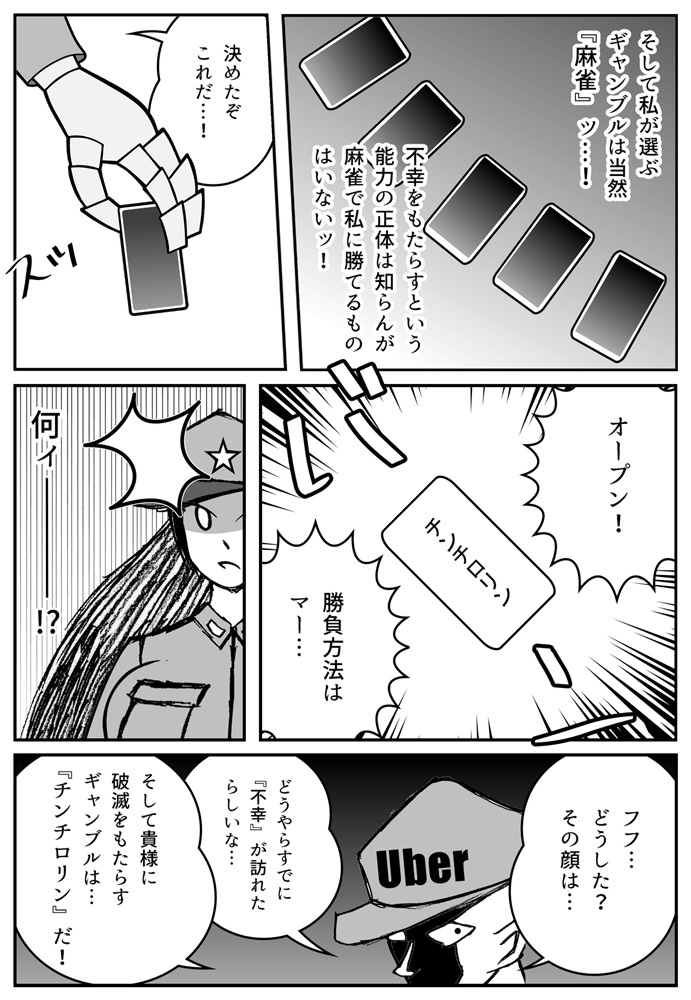 そして私が選ぶ
ギャンブルは当然
『麻雀』ッ…！
不幸をもたらすという
能力の正体は知らんが
麻雀で私に勝てるもの
はいないッ！
決めたぞ
これだ…！
スッ
オープン！
バン
チンチロリン
勝負方法は
マー…
何ィ――――――！？
フフ…
どうした？
その顔は…
Uber
どうやらすでに
『不幸』が訪れた
らしいな…
そして貴様に
破滅をもたらす
ギャンブルは…
『チンチロリン』だ！